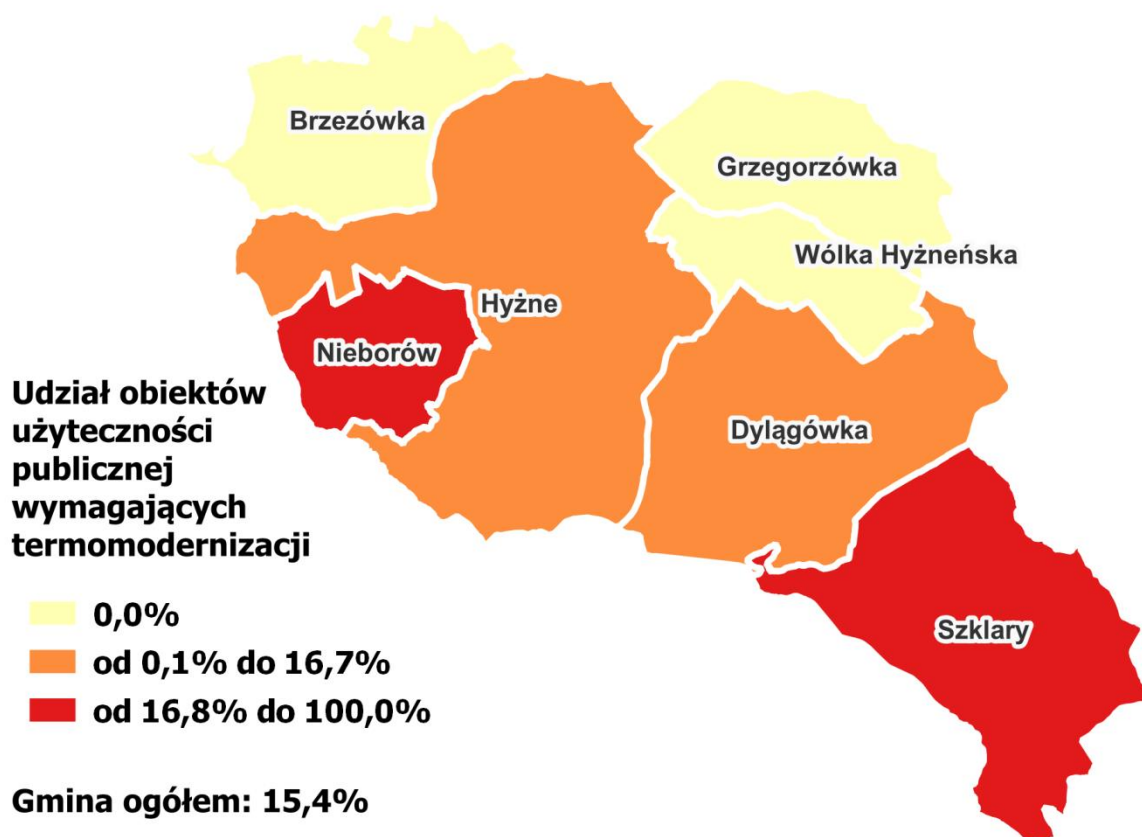 Brzezówka
Grzegorzówka
Wólka Hyżneńska
Hyżne
Nieborów
Dylągówka
Szklary
Udział obiektów
użyteczności
publicznej
wymagających
termomodernizacji
0,0%
od 0,1% do 16,7%
od 16,8% do 100,0%
Gmina ogółem: 15,4%